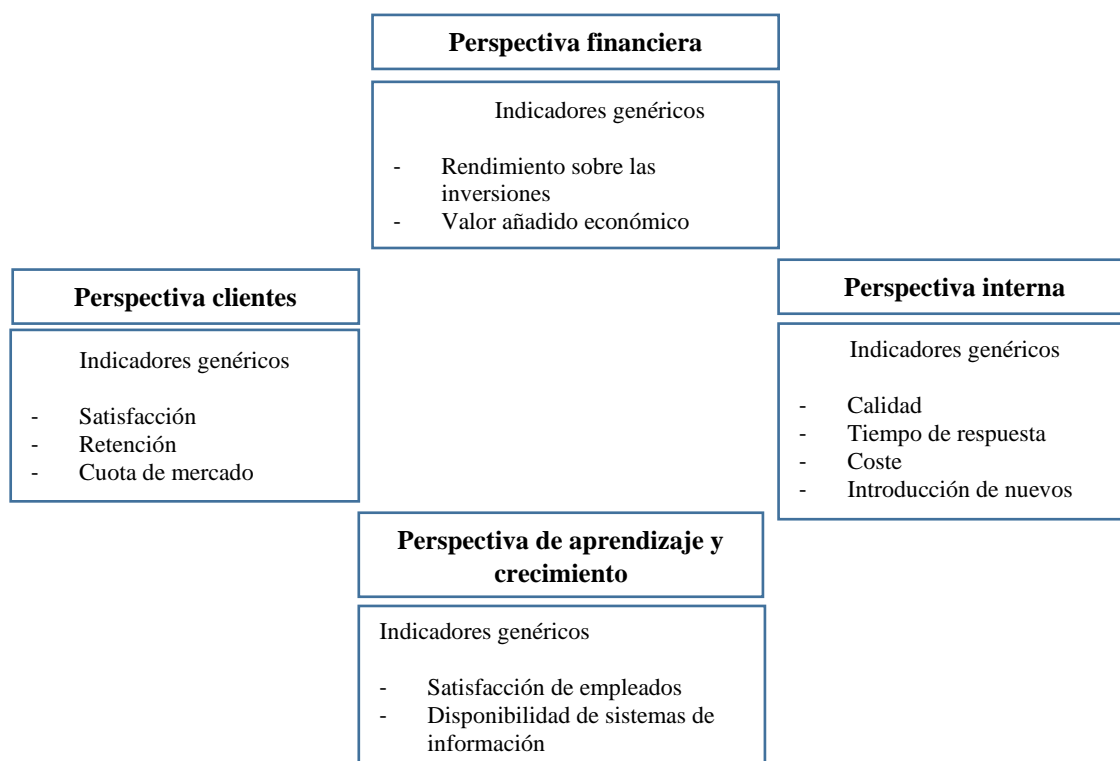 Perspectiva financiera
Indicadores genéricos
- Rendimiento sobre las
inversiones
- Valor añadido económico
Perspectiva clientes
Indicadores genéricos
- Satisfacción
- Retención
- Cuota de mercado
Perspectiva interna
Indicadores genéricos
- Calidad
- Tiempo de respuesta
- Coste
- Introducción de nuevos
Perspectiva de aprendizaje y
crecimiento
Indicadores genéricos
- Satisfacción de empleados
- Disponibilidad de sistemas de
información